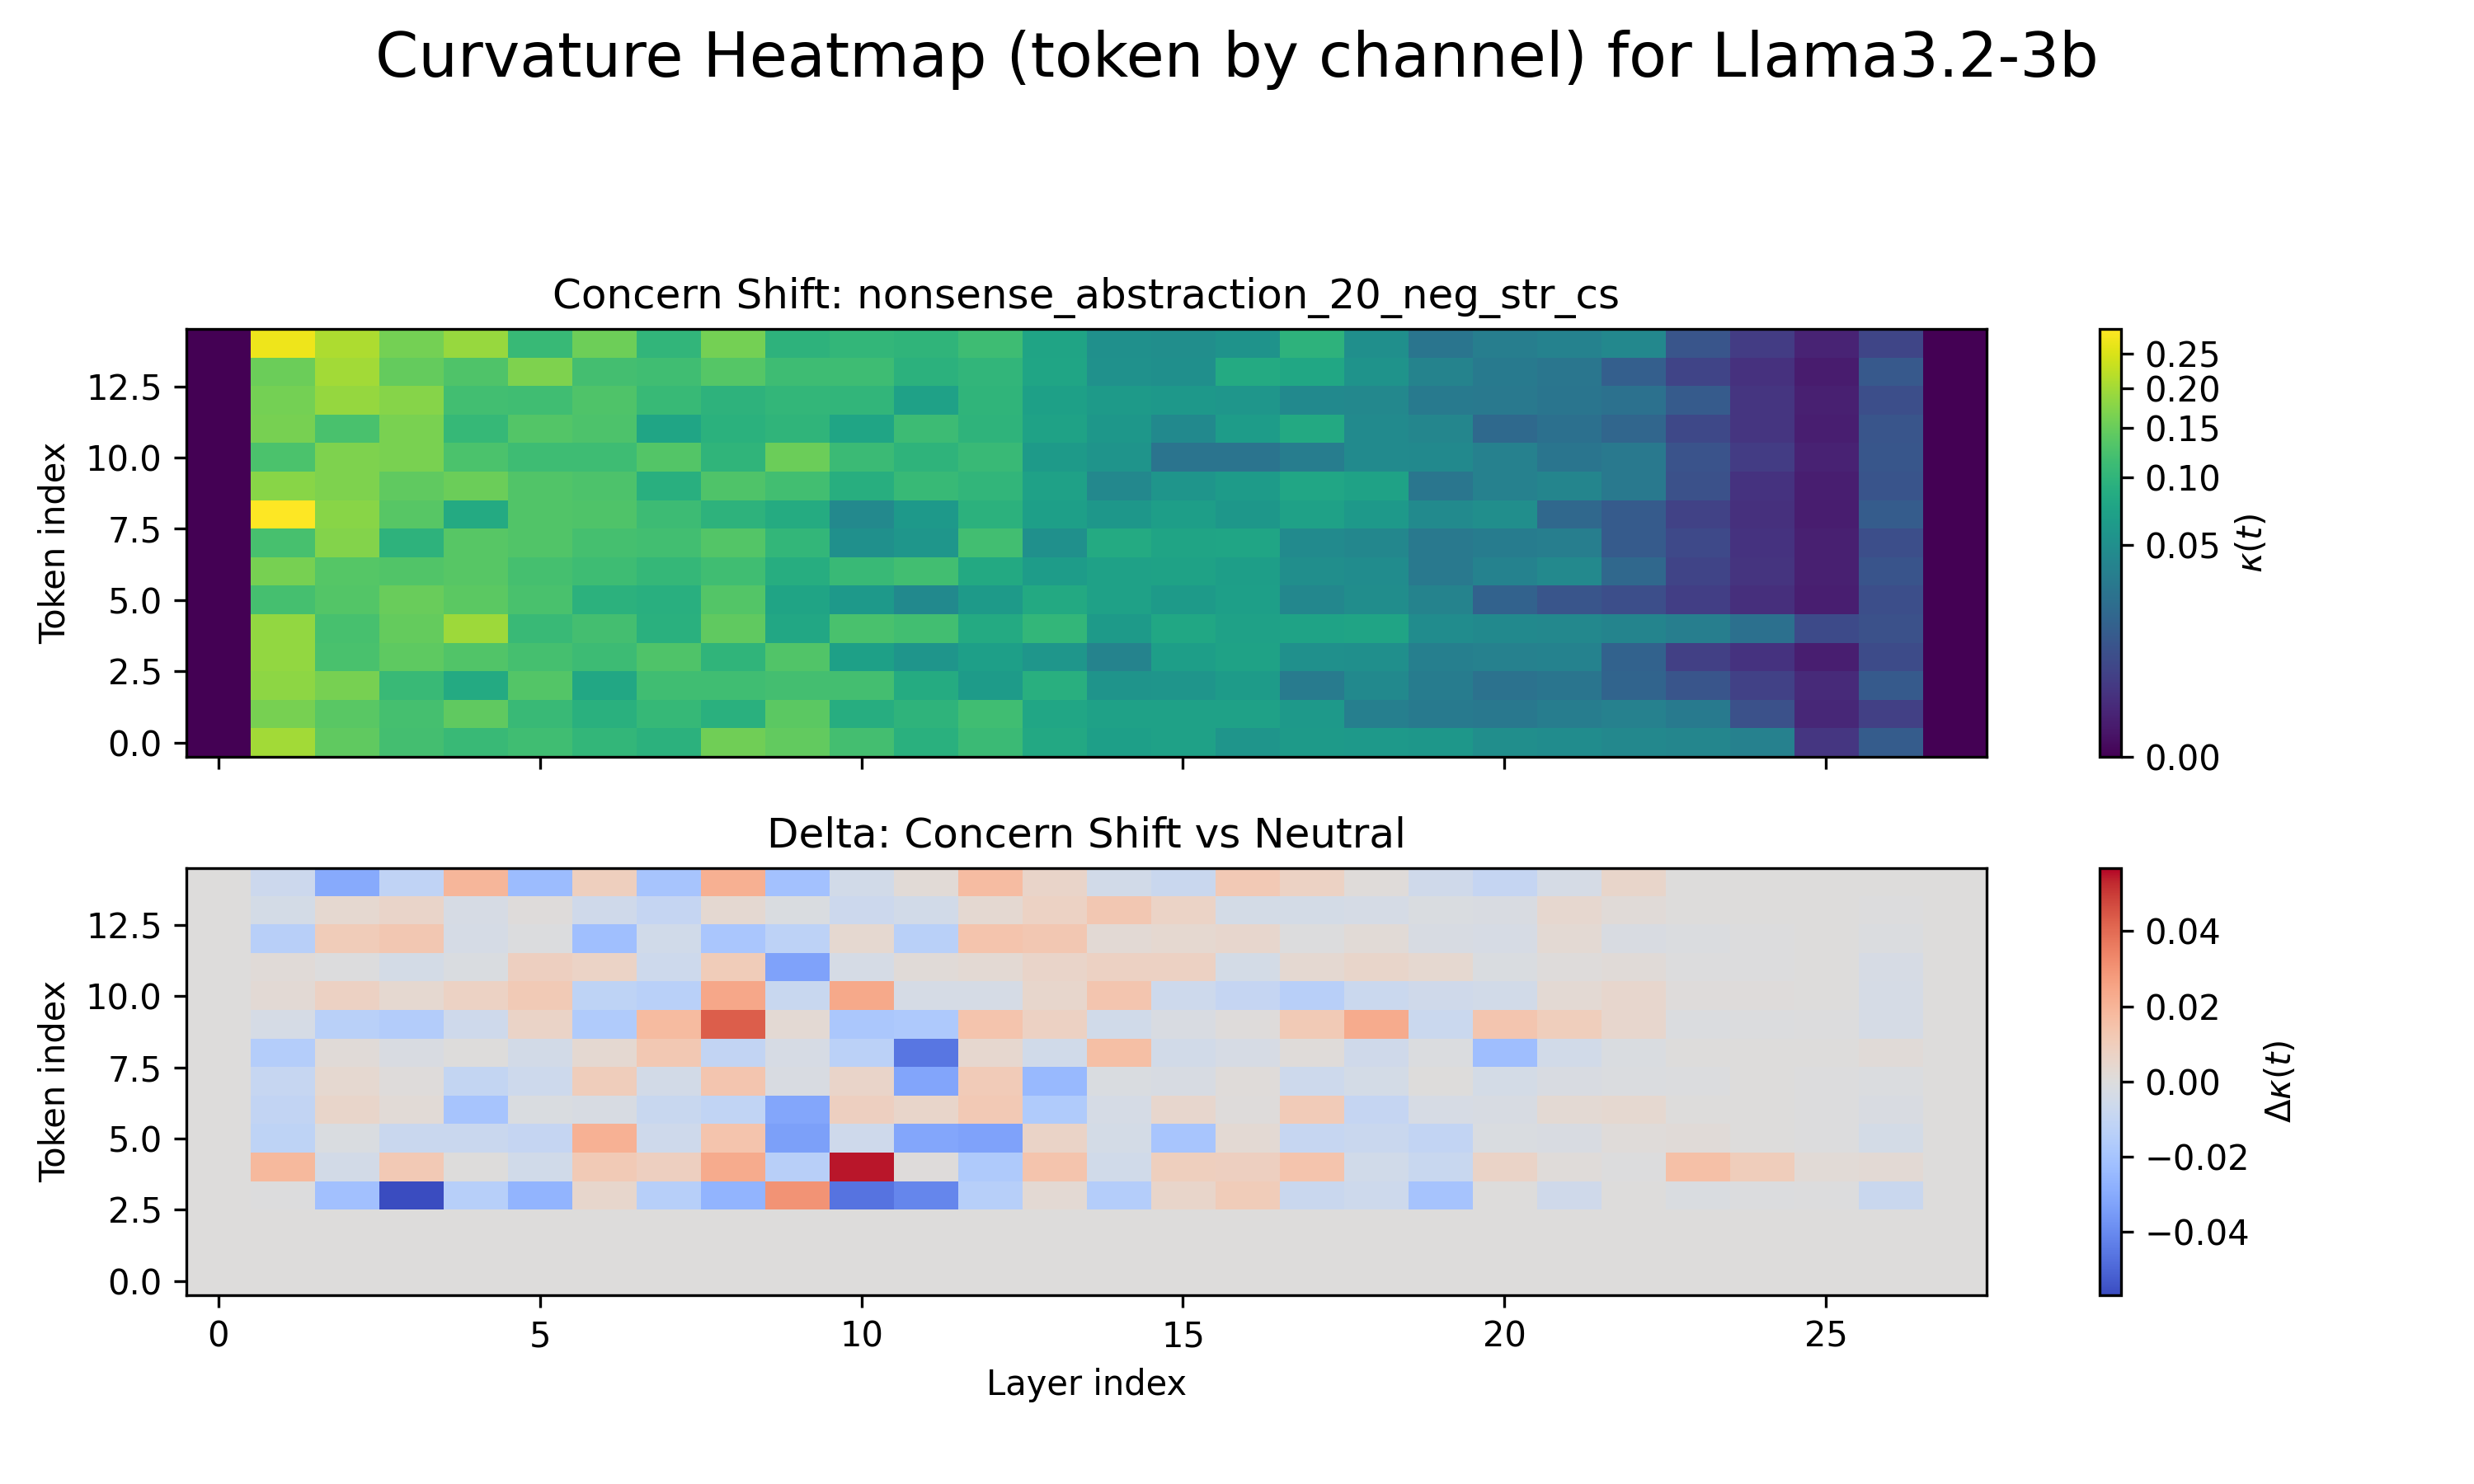 Curvature Heatmap (token by channel) for Llama3.2-3b
Concern Shift: nonsense_abstraction_20_neg_str_cs
Token index
12.5
10.0
7.5
5.0
2.5
0.0
0.25
0.20
0.15
0.10
0.05
0.00
κ(t)
Delta: Concern Shift vs Neutral
Token index
12.5
10.0
7.5
5.0
2.5
0.0
0 5 10 15 20 25
Layer index
0.04
0.02
0.00
−0.02
−0.04
Δκ(t)